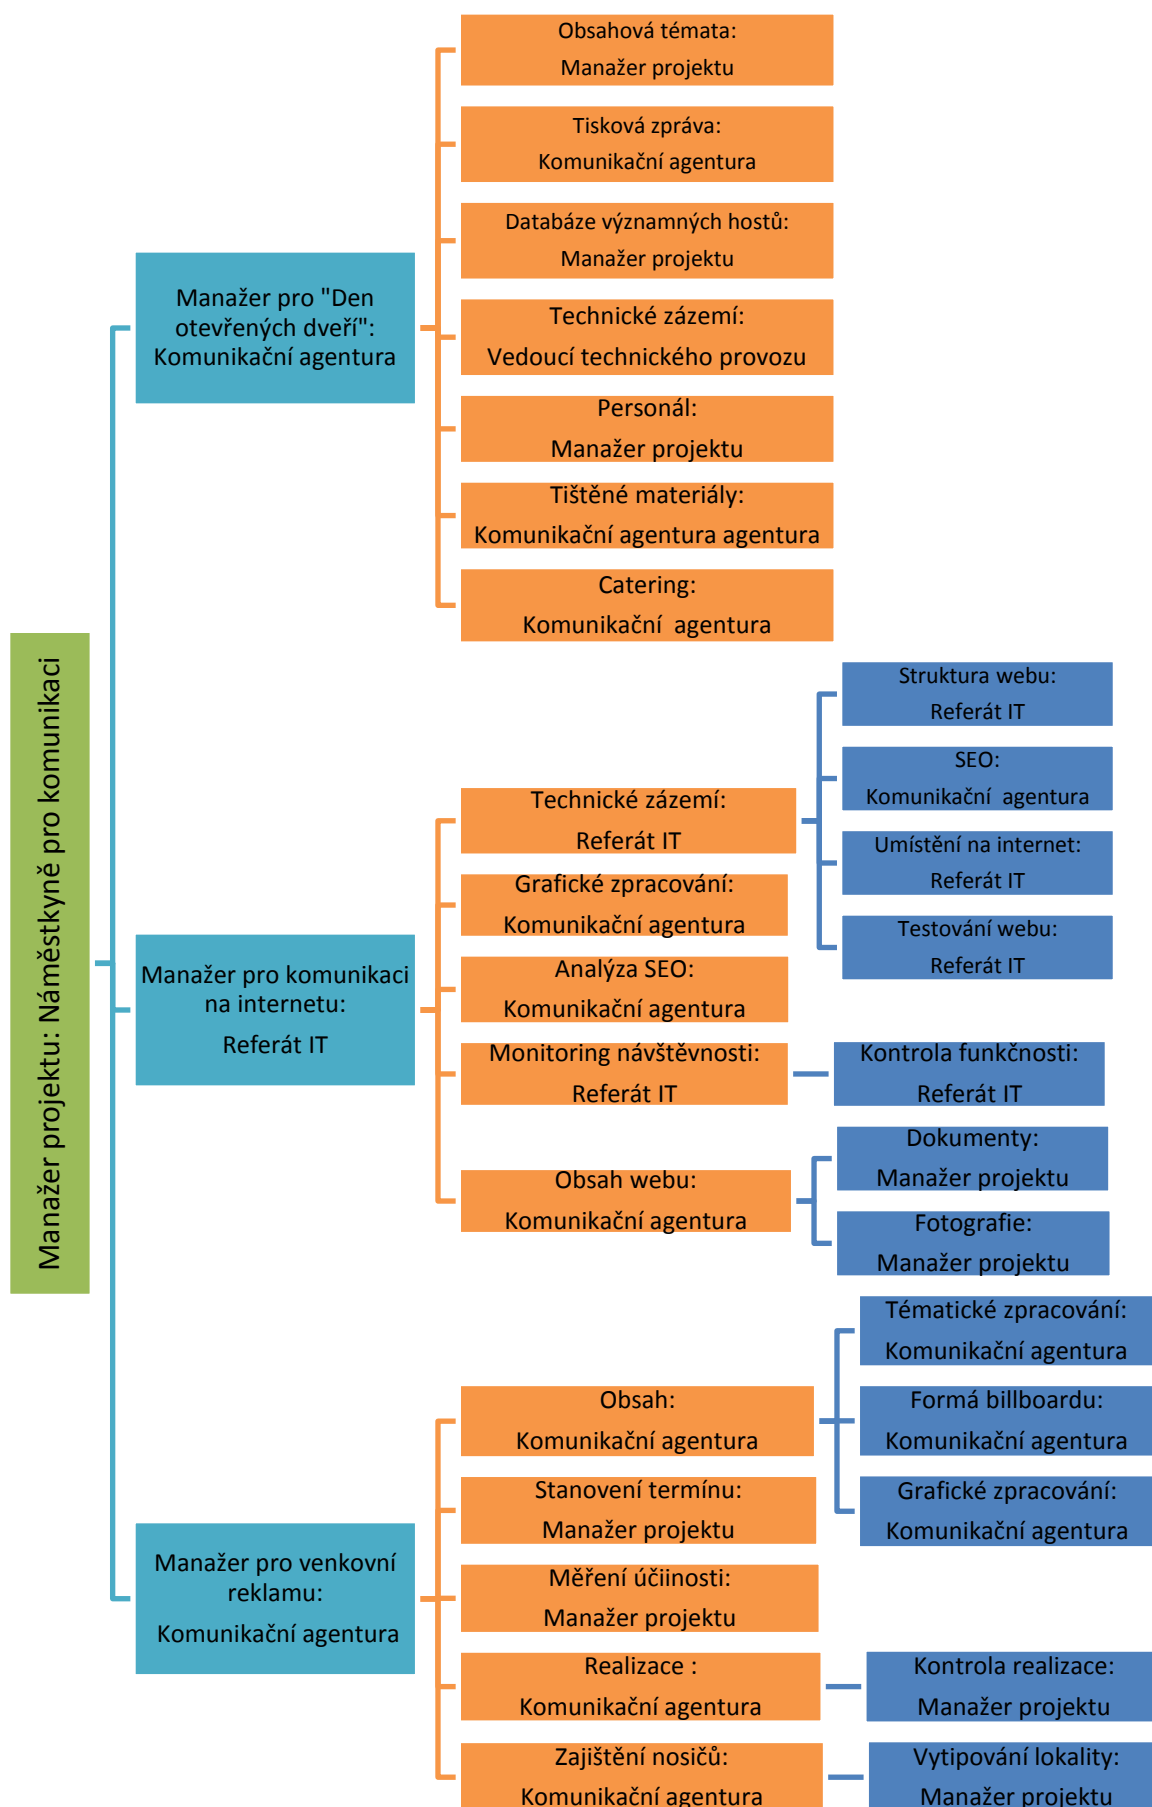 Manažer projektu: Náměstkyně pro komunikaci
Manažer pro "Den
otevřených dveří":
Komunikační agentura
Obsahová témata:
Manažer projektu
Tisková zpráva:
Komunikační agentura
Databáze významných hostů:
Manažer projektu
Technické zázemí:
Vedoucí technického provozu
Personál:
Manažer projektu
Tištěné materiály:
Komunikační agentura agentura
Catering:
Komunikační  agentura
Manažer pro komunikaci
na internetu:
Referát IT
Technické zázemí:
Referát IT
Struktura webu:
Referát IT
SEO:
Komunikační  agentura
Umístění na internet:
Referát IT
Testování webu:
Referát IT
Grafické zpracování:
Komunikační agentura
Analýza SEO:
Komunikační agentura
Monitoring návštěvnosti:
Referát IT
Kontrola funkčnosti:
Referát IT
Obsah webu:
Komunikační agentura
Dokumenty:
Manažer projektu
Fotografie:
Manažer projektu
Manažer pro venkovní
reklamu:
Komunikační agentura
Obsah:
Komunikační agentura
Tématické zpracování:
Komunikační agentura
Formá billboardu:
Komunikační agentura
Grafické zpracování:
Komunikační agentura
Stanovení termínu:
Manažer projektu
Měření účiinosti:
Manažer projektu
Realizace :
Komunikační agentura
Kontrola realizace:
Manažer projektu
Zajištění nosičů:
Komunikační agentura
Vytipování lokality:
Manažer projektu